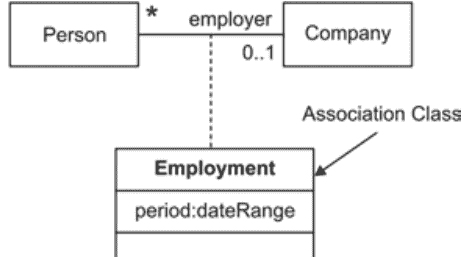 * employer
Person Company
0..1
Association Class
Employment
period:dateRange